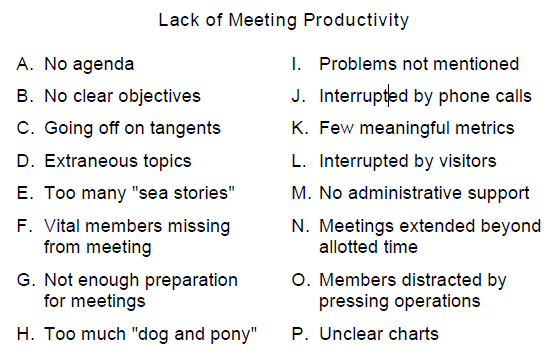 Lack of Meeting Productivity
A. No agenda
B. No clear objectives
C. Going off on tangents
D. Extraneous topics
E. Too many "sea stories"
F. Vital members missing
from meeting
G. Not enough preparation
for meetings
H. Too much "dog and pony"
I. Problems not mentioned
J. Interrupted by phone calls
K. Few meaningful metrics
L. Interrupted by visitors
M. No administrative support
N. Meetings extended beyond
allotted time
O. Members distracted by
pressing operations
P. Unclear charts